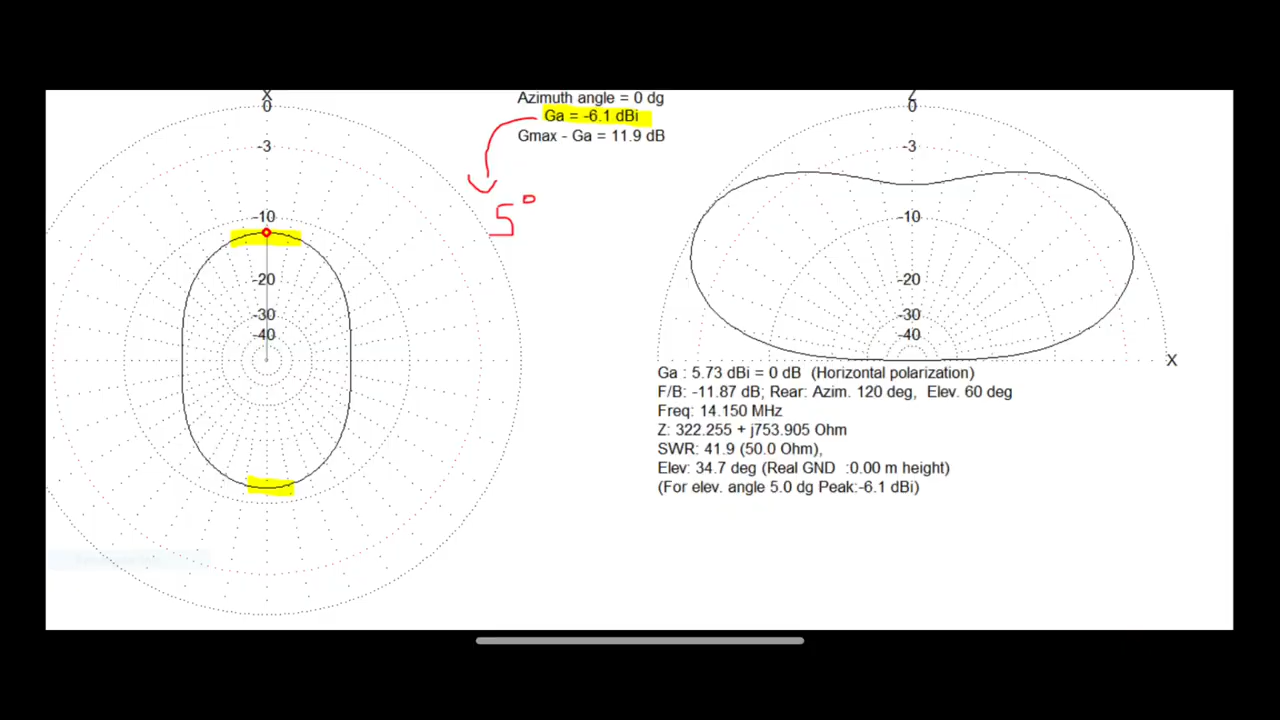 X
0
-3
-10
-20
-30
-40
Azimuth angle = 0 dg
Ga = -6.1 dBi
Gmax - Ga = 11.9 dB
5°
Z
0
-3
-10
-20
-30
-40
X
Ga : 5.73 dBi = 0 dB (Horizontal polarization)
F/B: -11.87 dB; Rear: Azim. 120 deg, Elev. 60 deg
Freq: 14.150 MHz
Z: 322.255 + j753.905 Ohm
SWR: 41.9 (50.0 Ohm),
Elev: 34.7 deg (Real GND :0.00 m height)
(For elev. angle 5.0 dg Peak:-6.1 dBi)